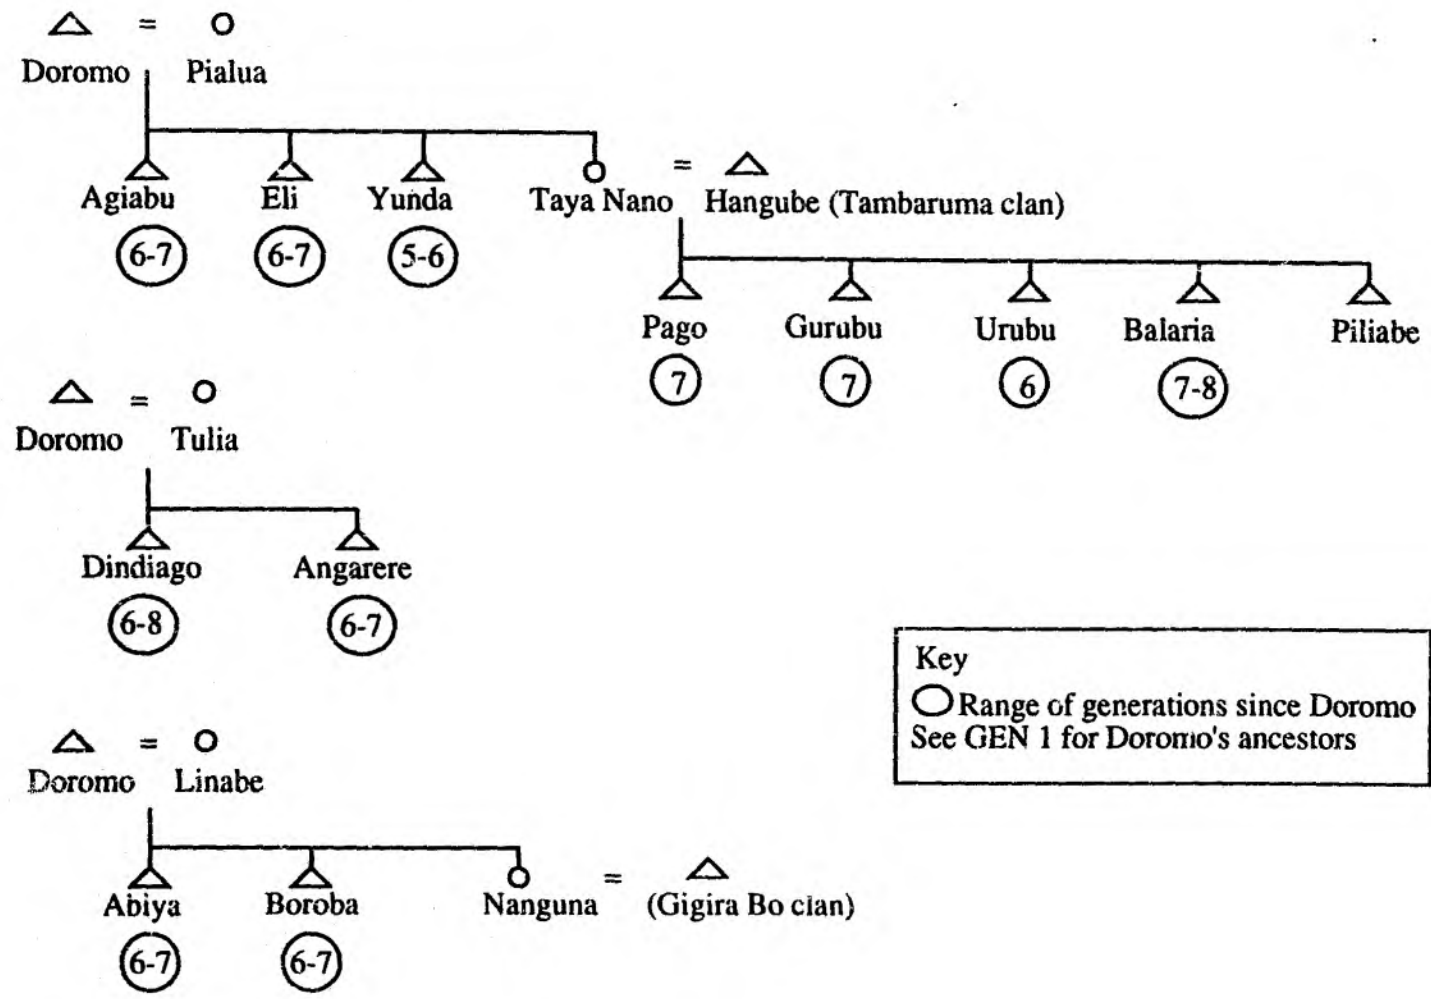 =
Doromo Pialua
Agiabu Eli Yunda Taya Nano = Hangube (Tambaruma clan)
6-7 6-7 5-6
Pago Gurubu Urubu Balaria Piliabe
7 7 6 7-8
=
Doromo Tulia
Dindiago Angarere
6-8 6-7
Key
Range of generations since Doromo
See GEN 1 for Doromo's ancestors
=
Doromo Linabe
Abiya Boroba Nanguna = (Gigira Bo clan)
6-7 6-7